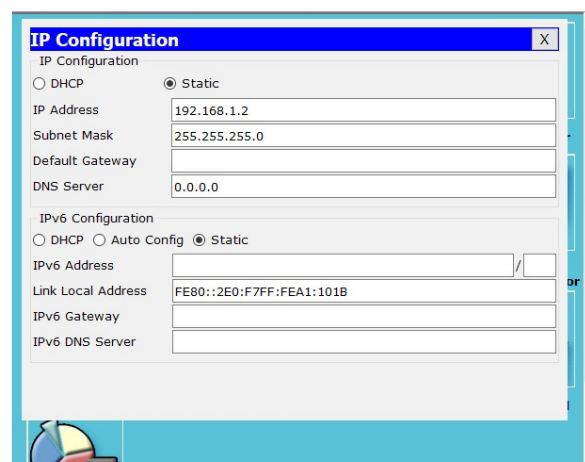 IP Configuration X
IP Configuration
DHCP Static
IP Address 192.168.1.2
Subnet Mask 255.255.255.0
Default Gateway
DNS Server 0.0.0.0
IPv6 Configuration
DHCP Auto Config Static
IPv6 Address /
or
Link Local Address FE80::2E0:F7FF:FEA1:101B
IPv6 Gateway
IPv6 DNS Server